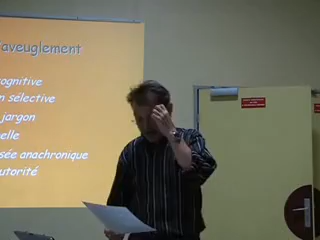 aveuglement
ognitive
n sélective
jargon
elle
sée anachronique
utorité